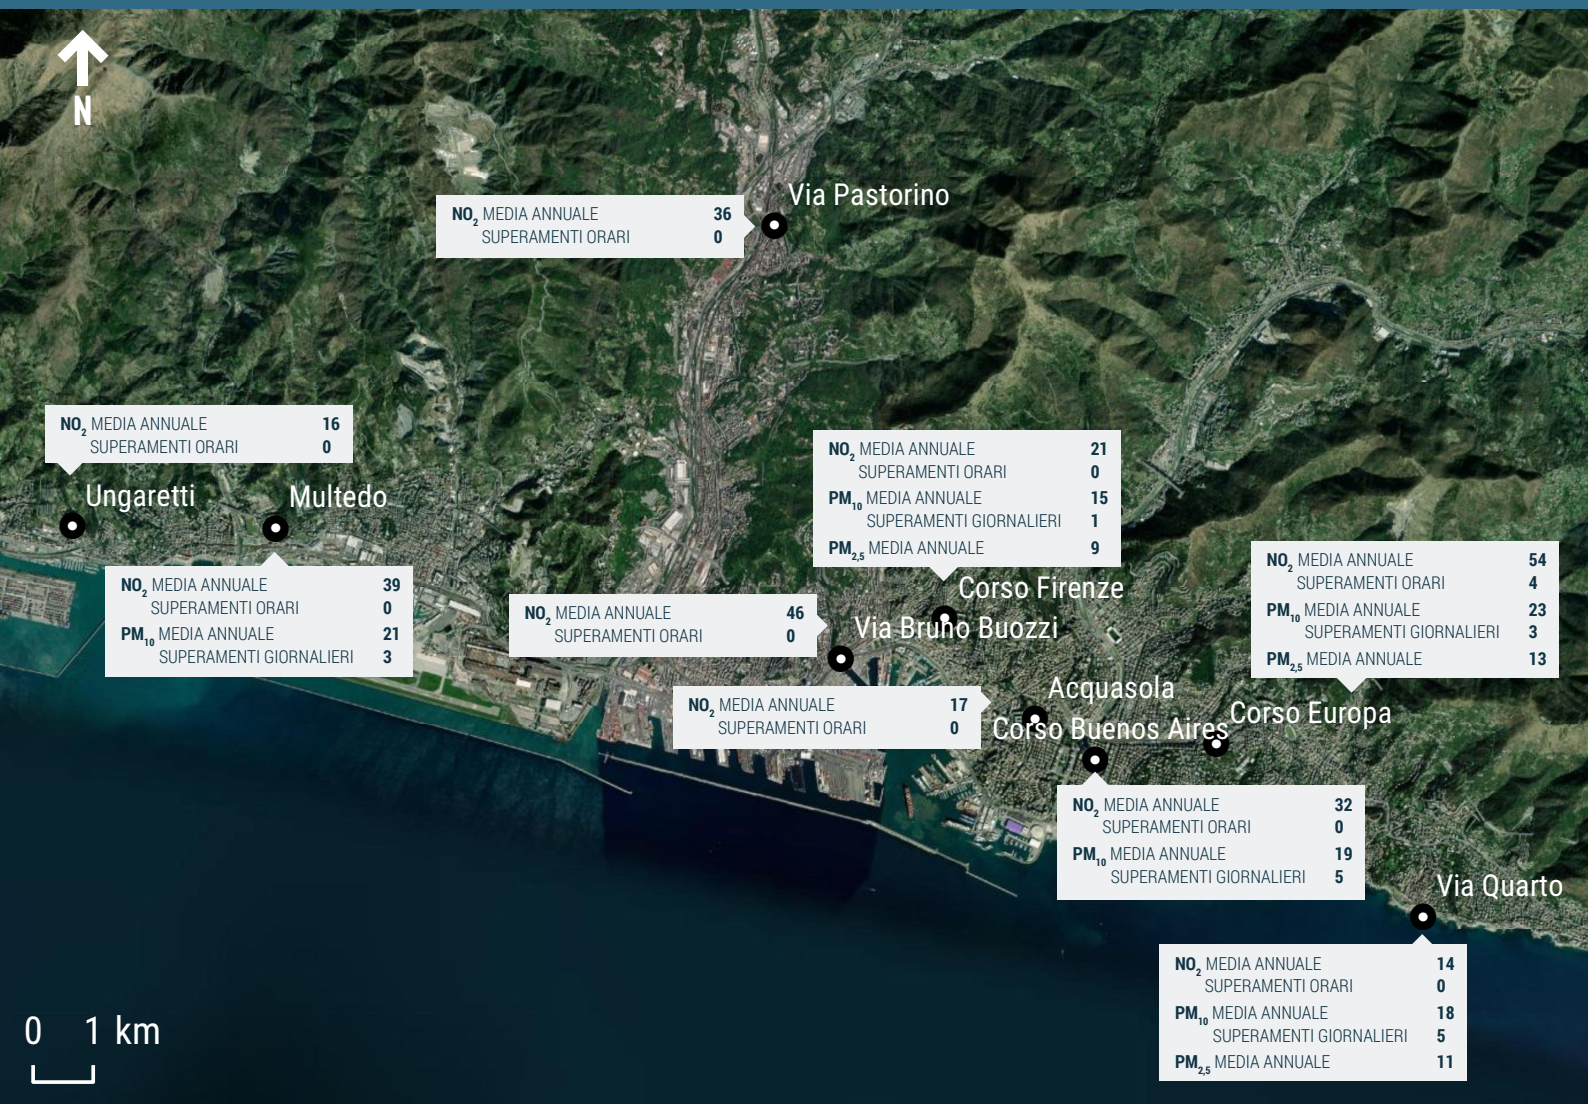 N
Via Pastorino
NO₂ MEDIA ANNUALE 36
SUPERAMENTI ORARI 0
NO₂ MEDIA ANNUALE 16
SUPERAMENTI ORARI 0
Ungaretti
Multedo
NO₂ MEDIA ANNUALE 39
SUPERAMENTI ORARI 0
PM₁₀ MEDIA ANNUALE 21
SUPERAMENTI GIORNALIERI 3
NO₂ MEDIA ANNUALE 21
SUPERAMENTI ORARI 0
PM₁₀ MEDIA ANNUALE 15
SUPERAMENTI GIORNALIERI 1
PM₂,₅ MEDIA ANNUALE 9
Corso Firenze
NO₂ MEDIA ANNUALE 46
SUPERAMENTI ORARI 0
Via Bruno Buozzi
NO₂ MEDIA ANNUALE 54
SUPERAMENTI ORARI 4
PM₁₀ MEDIA ANNUALE 23
SUPERAMENTI GIORNALIERI 3
PM₂,₅ MEDIA ANNUALE 13
Corso Europa
NO₂ MEDIA ANNUALE 17
SUPERAMENTI ORARI 0
Acquasola
Corso Buenos Aires
NO₂ MEDIA ANNUALE 32
SUPERAMENTI ORARI 0
PM₁₀ MEDIA ANNUALE 19
SUPERAMENTI GIORNALIERI 5
Via Quarto
NO₂ MEDIA ANNUALE 14
SUPERAMENTI ORARI 0
PM₁₀ MEDIA ANNUALE 18
SUPERAMENTI GIORNALIERI 5
PM₂,₅ MEDIA ANNUALE 11
0 1 km